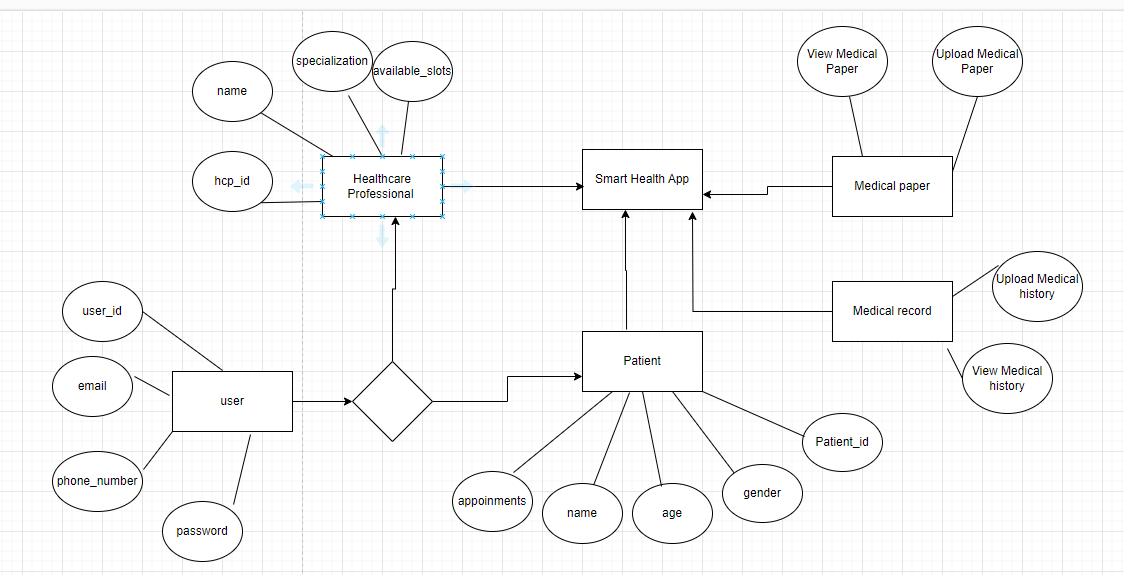 specialization
available_slots
name
hcp_id
Healthcare
Professional
Smart Health App
View Medical
Paper
Upload Medical
Paper
Medical paper
Upload Medical
history
Medical record
View Medical
history
user_id
email
user
phone_number
password
Patient
Patient_id
appoinments
name
age
gender